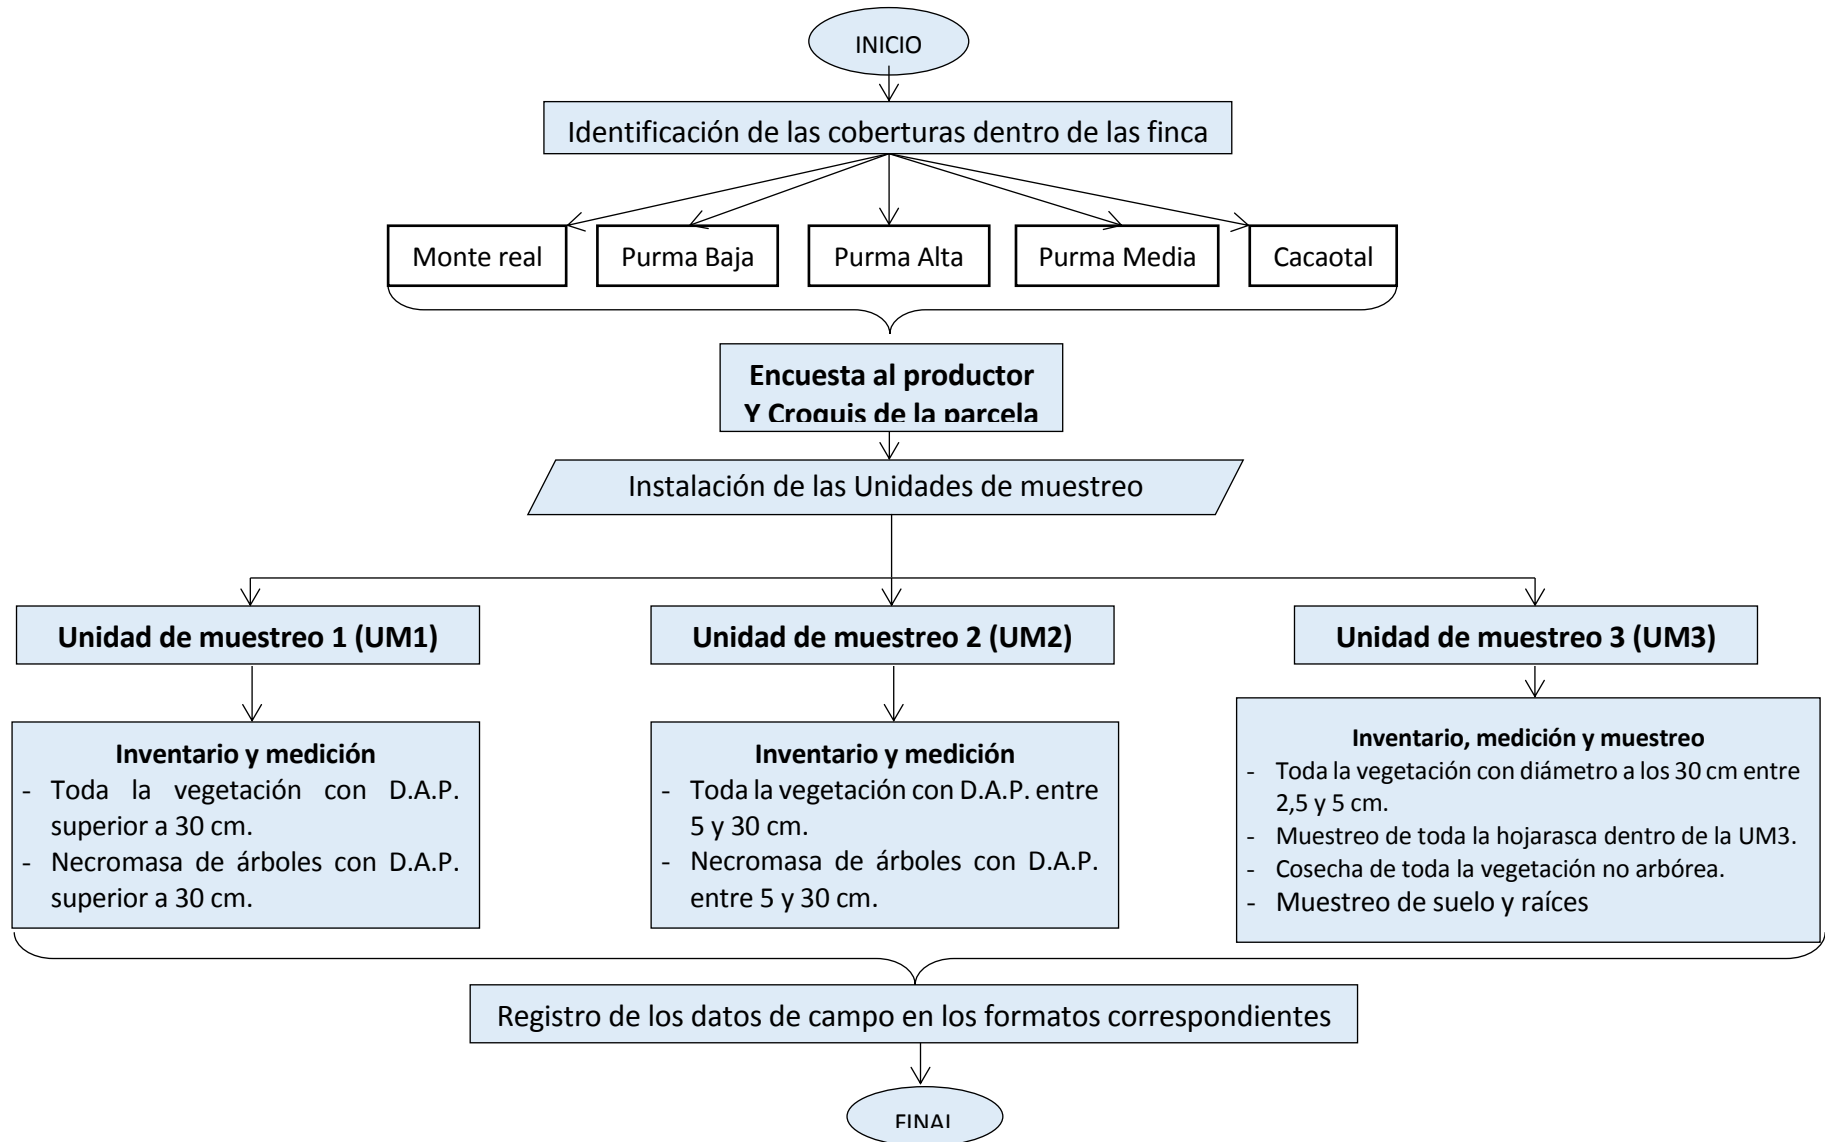 INICIO
Identificación de las coberturas dentro de las finca
Monte real
Purma Baja
Purma Alta
Purma Media
Cacaotal
Encuesta al productor
Y Croquis de la parcela
Instalación de las Unidades de muestreo
Unidad de muestreo 1 (UM1)
Unidad de muestreo 2 (UM2)
Unidad de muestreo 3 (UM3)
Inventario y medición
- Toda la vegetación con D.A.P.
superior a 30 cm.
- Necromasa de árboles con D.A.P.
superior a 30 cm.
Inventario y medición
- Toda la vegetación con D.A.P. entre
5 y 30 cm.
- Necromasa de árboles con D.A.P.
entre 5 y 30 cm.
Inventario, medición y muestreo
- Toda la vegetación con diámetro a los 30 cm entre
2,5 y 5 cm.
- Muestreo de toda la hojarasca dentro de la UM3.
- Cosecha de toda la vegetación no arbórea.
- Muestreo de suelo y raíces
Registro de los datos de campo en los formatos correspondientes
FINAL